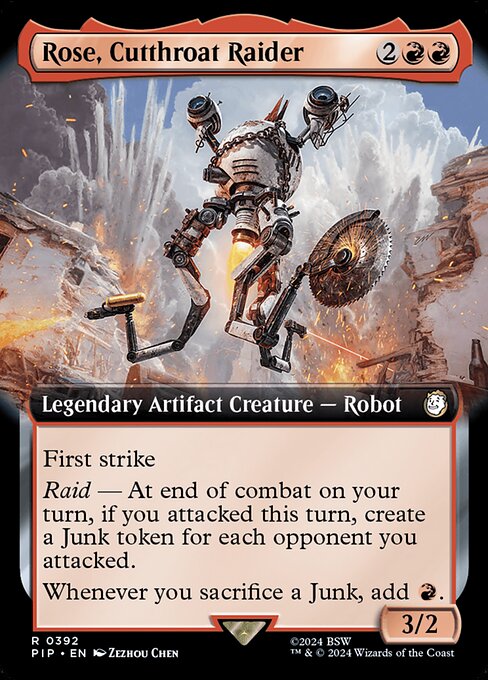 Rose, Cutthroat Raider 2
Legendary Artifact Creature — Robot
First strike
Raid — At end of combat on your
turn, if you attacked this turn, create
a Junk token for each opponent you
attacked.
Whenever you sacrifice a Junk, add .
3/2
R 0392
PIP • EN Zezhou Chen
©2024 BSW
™ & © 2024 Wizards of the Coast